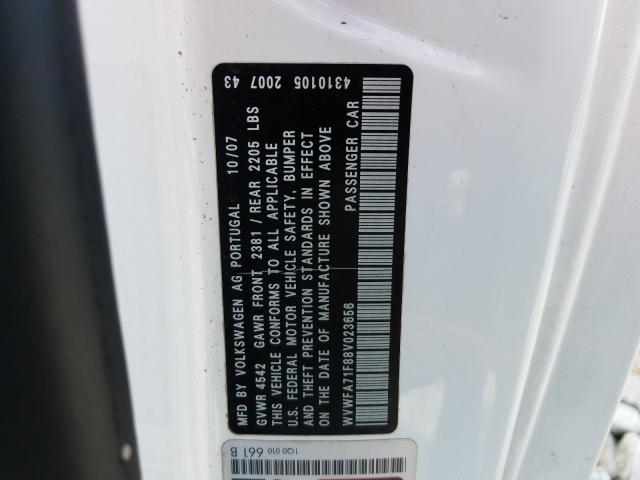 MFD BY VOLKSWAGEN AG PORTUGAL 10/07 2007 43 4310105
GVWR 4542 GAWR FRONT 2381 / REAR 2205 LBS
THIS VEHICLE CONFORMS TO ALL APPLICABLE
U.S. FEDERAL MOTOR VEHICLE SAFETY, BUMPER
AND THEFT PREVENTION STANDARDS IN EFFECT
ON THE DATE OF MANUFACTURE SHOWN ABOVE
PASSENGER CAR
WVWFA71F88V023656
1Q0 010 661 B